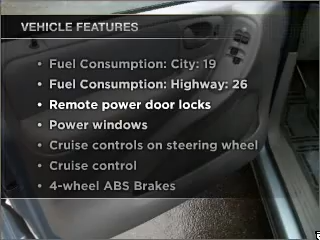 VEHICLE FEATURES
• Fuel Consumption: City: 19
• Fuel Consumption: Highway: 26
• Remote power door locks
• Power windows
• Cruise controls on steering wheel
• Cruise control
• 4-wheel ABS Brakes